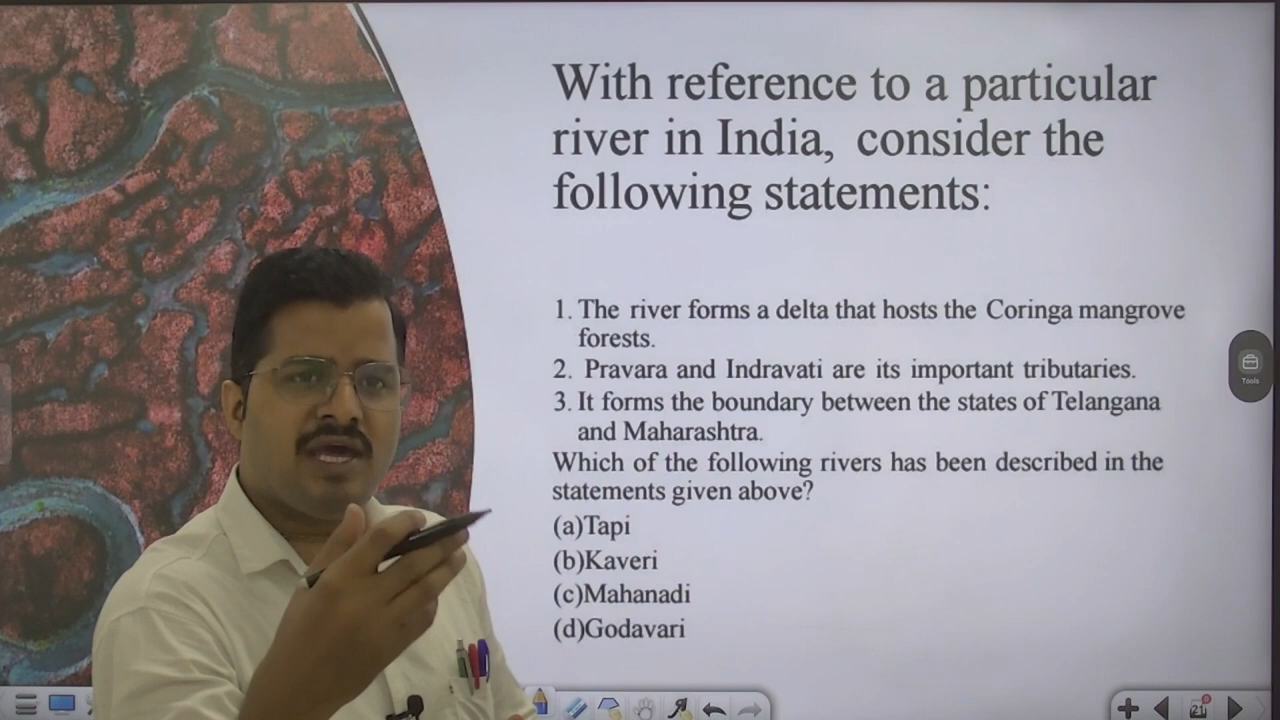 With reference to a particular
river in India, consider the
following statements:
1. The river forms a delta that hosts the Coringa mangrove
forests.
2. Pravara and Indravati are its important tributaries.
3. It forms the boundary between the states of Telangana
and Maharashtra.
Which of the following rivers has been described in the
statements given above?
(a)Tapi
(b)Kaveri
(c)Mahanadi
(d)Godavari
Tools
21